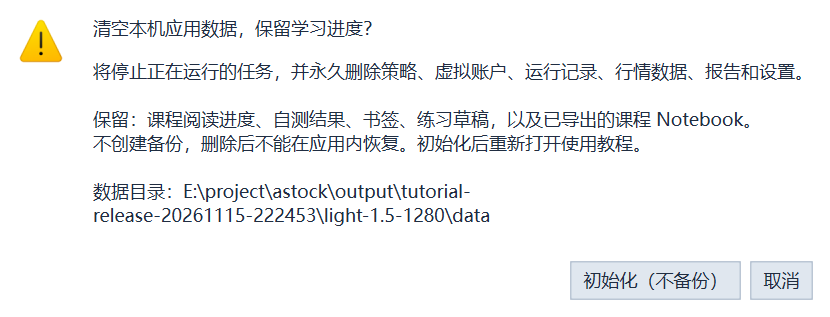 清空本机应用数据，保留学习进度？
将停止正在运行的任务，并永久删除策略、虚拟账户、运行记录、行情数据、报告和设置。
保留：课程阅读进度、自测结果、书签、练习草稿，以及已导出的课程 Notebook。
不创建备份，删除后不能在应用内恢复。初始化后重新打开使用教程。
数据目录：E:\project\astock\output\tutorial-
release-20261115-222453\light-1.5-1280\data
初始化（不备份）
取消